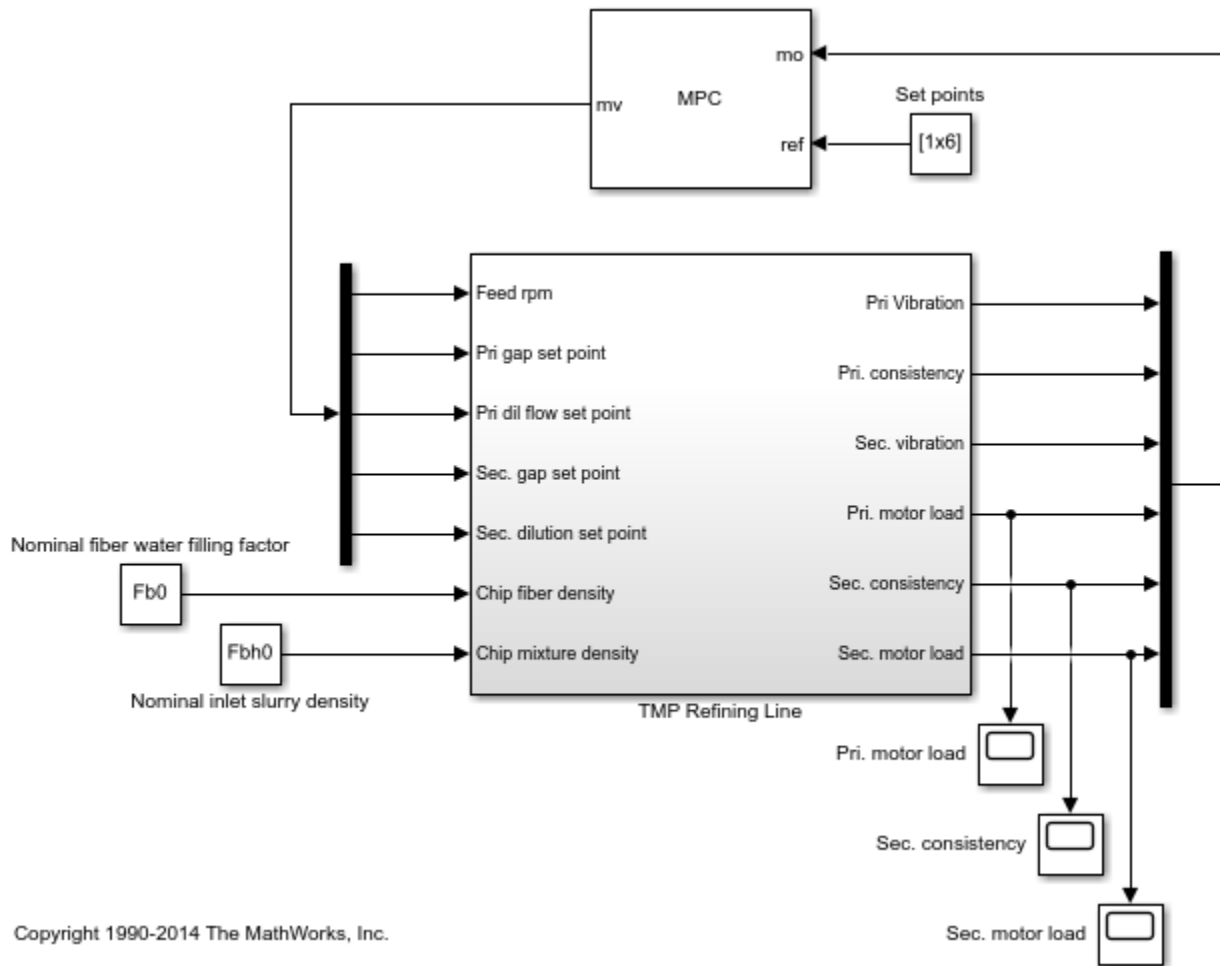 mo
mv
MPC
Set points
ref
[1x6]
Feed rpm
Pri Vibration
Pri gap set point
Pri. consistency
Pri dil flow set point
Sec. vibration
Sec. gap set point
Pri. motor load
Sec. dilution set point
Nominal fiber water filling factor
Fb0
Chip fiber density
Sec. consistency
Fbh0
Chip mixture density
Sec. motor load
Nominal inlet slurry density
TMP Refining Line
Pri. motor load
Sec. consistency
Copyright 1990-2014 The MathWorks, Inc.
Sec. motor load